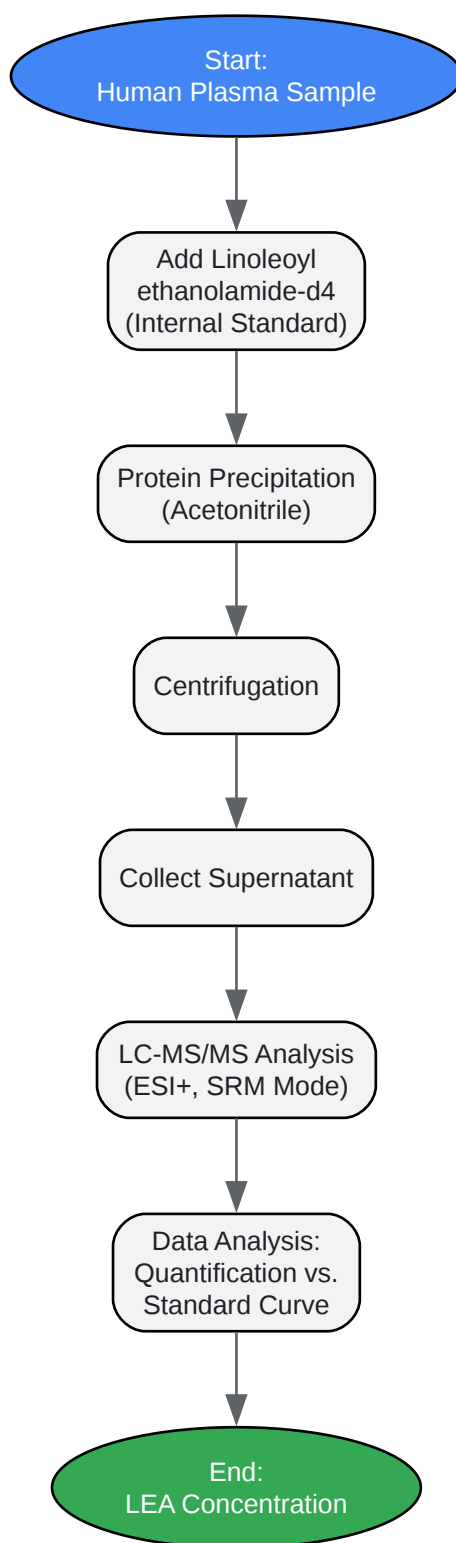 Start:
Human Plasma Sample
Add Linoleoyl
ethanolamide-d4
(Internal Standard)
Protein Precipitation
(Acetonitrile)
Centrifugation
Collect Supernatant
LC-MS/MS Analysis
(ESI+, SRM Mode)
Data Analysis:
Quantification vs.
Standard Curve
End:
LEA Concentration